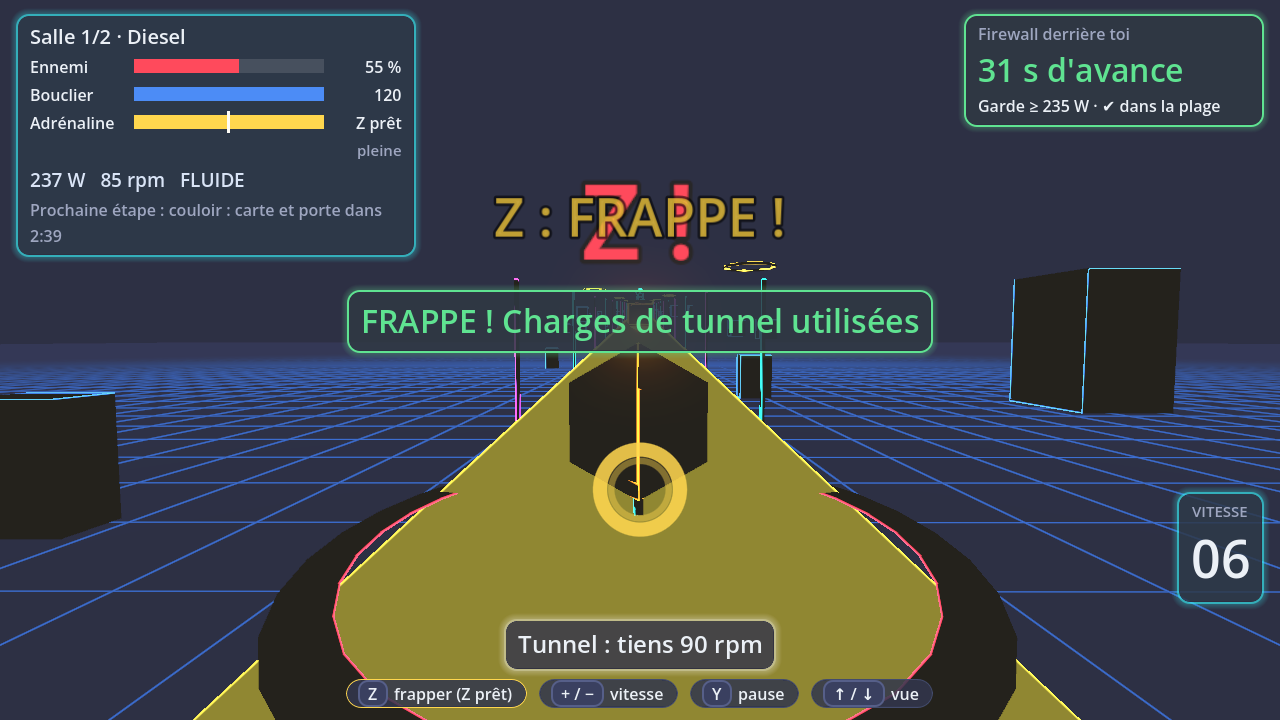 Salle 1/2 · Diesel
Ennemi 55 %
Bouclier 120
Adrénaline Z prêt
pleine
237 W 85 rpm FLUIDE
Prochaine étape : couloir : carte et porte dans
2:39
Firewall derrière toi
31 s d'avance
Garde ≥ 235 W · ✔ dans la plage
Z !
Z : FRAPPE !
FRAPPE ! Charges de tunnel utilisées
VITESSE
06
Tunnel : tiens 90 rpm
Z frapper (Z prêt) + / − vitesse Y pause ↑ / ↓ vue